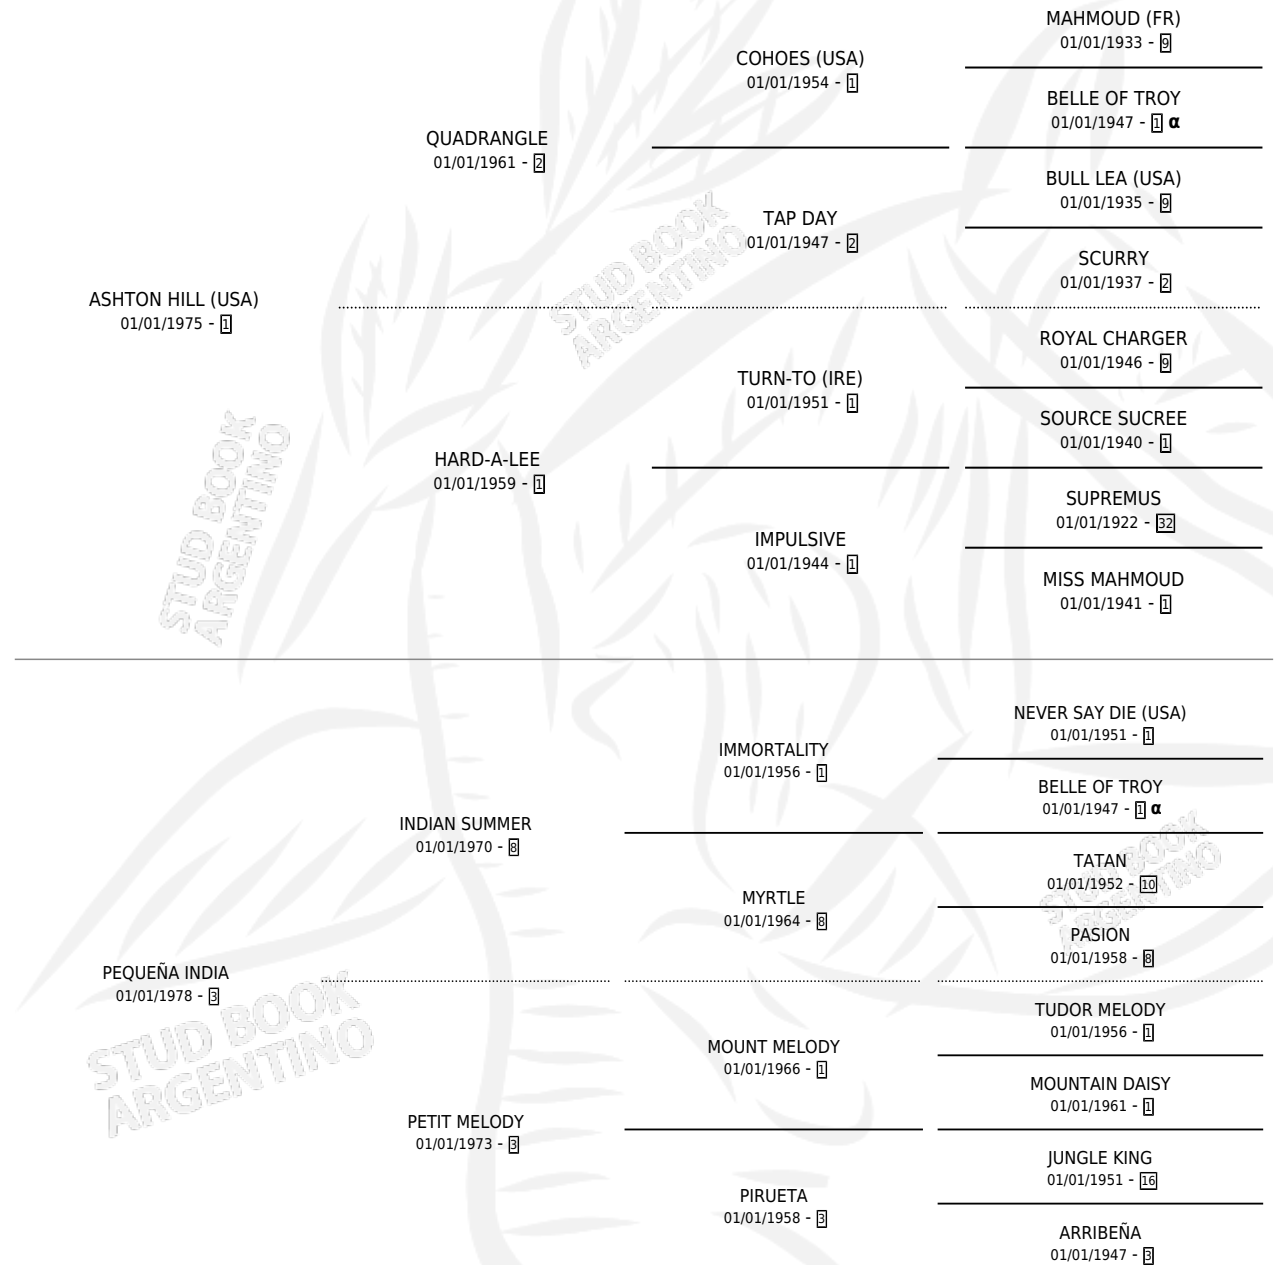 MAHMOUD (FR)
01/01/1933 - 9
COHOES (USA)
01/01/1954 - 1
BELLE OF TROY
01/01/1947 - 1 α
QUADRANGLE
01/01/1961 - 2
BULL LEA (USA)
01/01/1935 - 9
TAP DAY
01/01/1947 - 2
SCURRY
01/01/1937 - 2
ASHTON HILL (USA)
01/01/1975 - 1
ROYAL CHARGER
01/01/1946 - 9
TURN-TO (IRE)
01/01/1951 - 1
SOURCE SUCREE
01/01/1940 - 1
HARD-A-LEE
01/01/1959 - 1
SUPREMUS
01/01/1922 - 32
IMPULSIVE
01/01/1944 - 1
MISS MAHMOUD
01/01/1941 - 1
NEVER SAY DIE (USA)
01/01/1951 - 1
IMMORTALITY
01/01/1956 - 1
BELLE OF TROY
01/01/1947 - 1 α
INDIAN SUMMER
01/01/1970 - 8
TATAN
01/01/1952 - 10
MYRTLE
01/01/1964 - 8
PASION
01/01/1958 - 8
PEQUEÑA INDIA
01/01/1978 - 3
TUDOR MELODY
01/01/1956 - 1
MOUNT MELODY
01/01/1966 - 1
MOUNTAIN DAISY
01/01/1961 - 1
PETIT MELODY
01/01/1973 - 3
JUNGLE KING
01/01/1951 - 16
PIRUETA
01/01/1958 - 3
ARRIBEÑA
01/01/1947 - 3
STUD BOOK
ARGENTINO
STUD BOOK
ARGENTINO
STUD BOOK
ARGENTINO
STUD BOOK
ARGENTINO